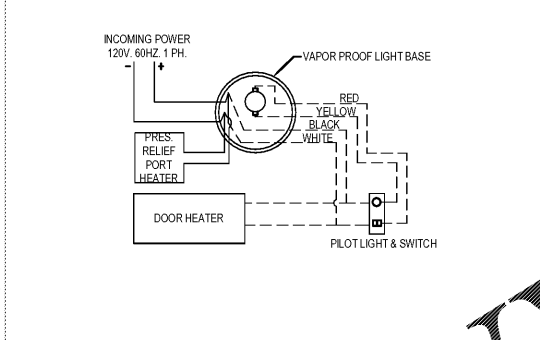 INCOMING POWER
120V. 60HZ. 1 PH.
- +
VAPOR PROOF LIGHT BASE
RED
YELLOW
BLACK
WHITE
PRES.
RELIEF
PORT
HEATER
DOOR HEATER
PILOT LIGHT & SWITCH